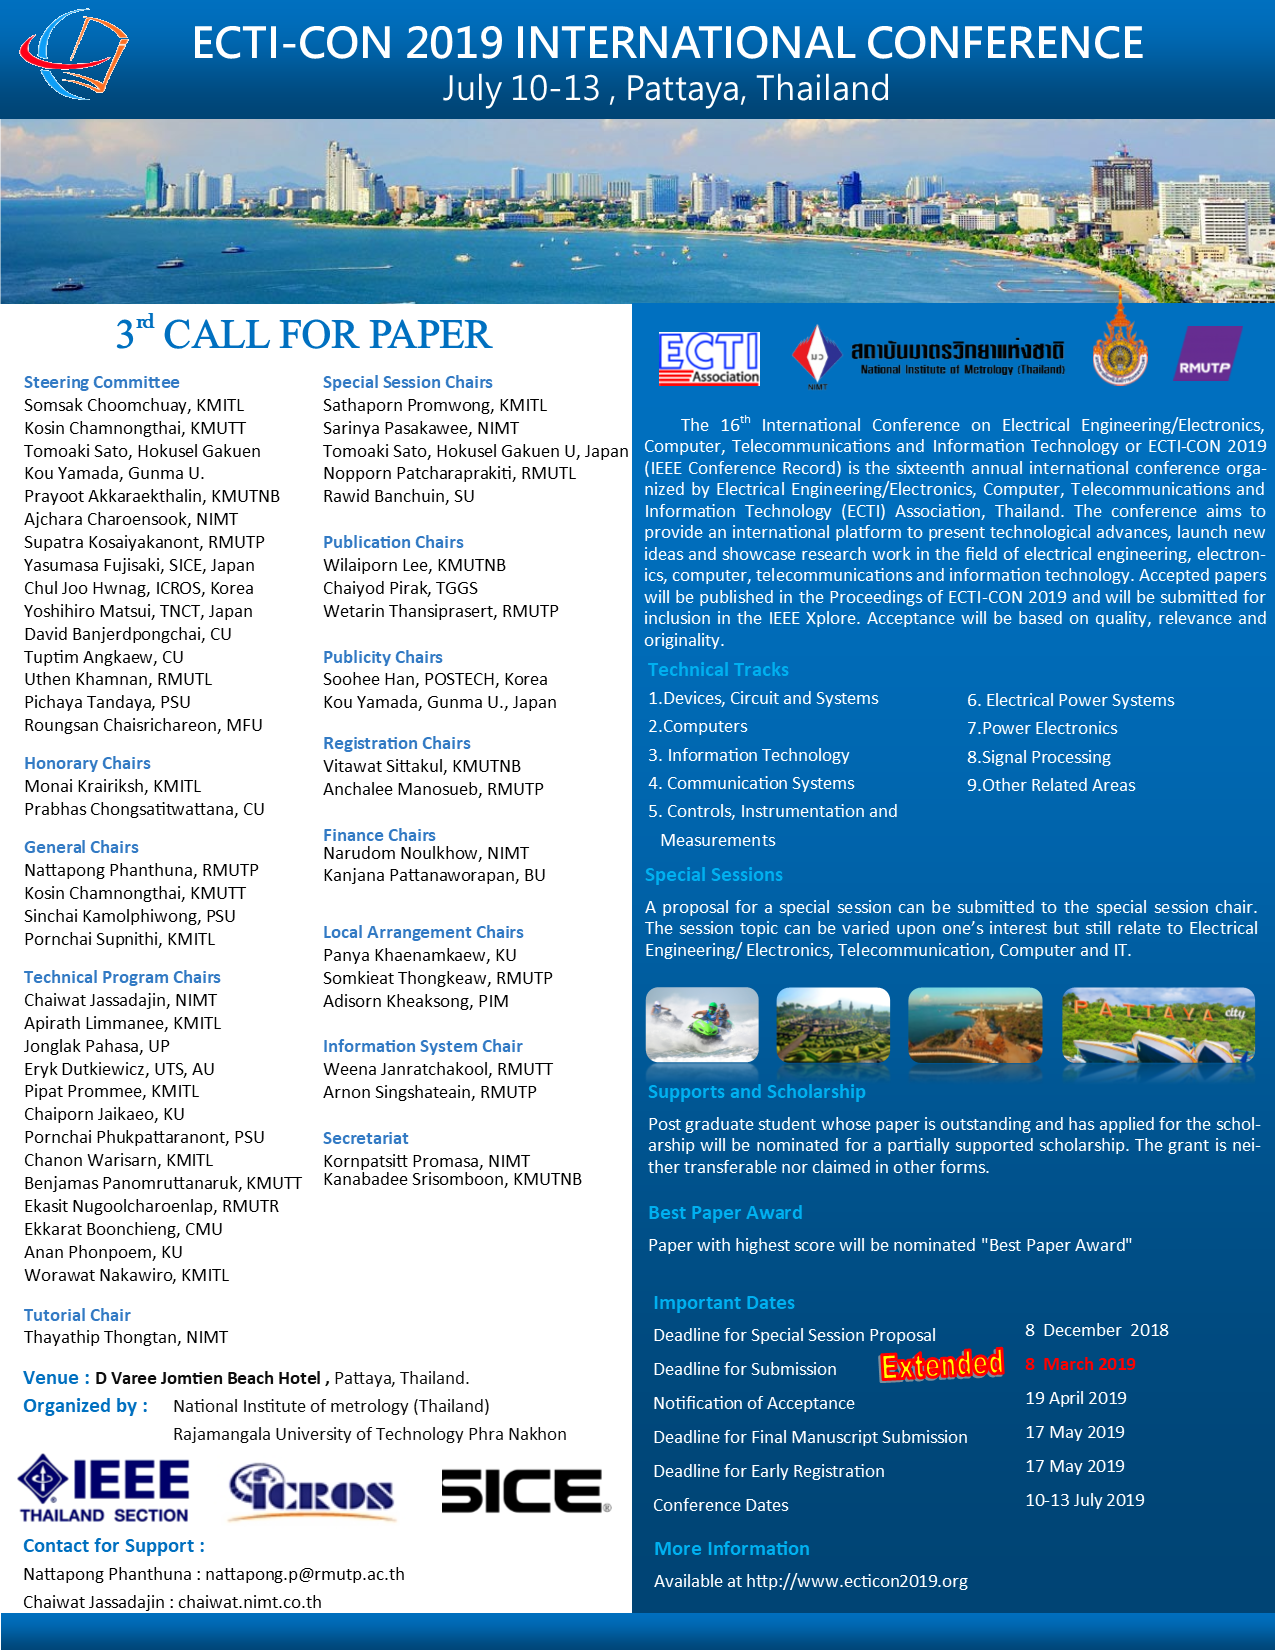 ECTI-CON 2019 INTERNATIONAL CONFERENCE
July 10-13 , Pattaya, Thailand
3rd CALL FOR PAPER
Steering Committee
Somsak Choomchuay, KMITL
Kosin Chamnongthai, KMUTT
Tomoaki Sato, Hokusel Gakuen
Kou Yamada, Gunma U.
Prayoot Akkaraekthalin, KMUTNB
Ajchara Charoensook, NIMT
Supatra Kosaiyakanont, RMUTP
Yasumasa Fujisaki, SICE, Japan
Chul Joo Hwnag, ICROS, Korea
Yoshihiro Matsui, TNCT, Japan
David Banjerdpongchai, CU
Tuptim Angkaew, CU
Uthen Khamnan, RMUTL
Pichaya Tandaya, PSU
Roungsan Chaisrichareon, MFU
Honorary Chairs
Monai Krairiksh, KMITL
Prabhas Chongsatitwattana, CU
General Chairs
Nattapong Phanthuna, RMUTP
Kosin Chamnongthai, KMUTT
Sinchai Kamolphiwong, PSU
Pornchai Supnithi, KMITL
Technical Program Chairs
Chaiwat Jassadajin, NIMT
Apirath Limmanee, KMITL
Jonglak Pahasa, UP
Eryk Dutkiewicz, UTS, AU
Pipat Prommee, KMITL
Chaiporn Jaikaeo, KU
Pornchai Phukpattaranont, PSU
Chanon Warisarn, KMITL
Benjamas Panomruttanaruk, KMUTT
Ekasit Nugoolcharoenlap, RMUTR
Ekkarat Boonchieng, CMU
Anan Phonpoem, KU
Worawat Nakawiro, KMITL
Tutorial Chair
Thayathip Thongtan, NIMT
Special Session Chairs
Sathaporn Promwong, KMITL
Sarinya Pasakawee, NIMT
Tomoaki Sato, Hokusel Gakuen U, Japan
Nopporn Patcharaprakiti, RMUTL
Rawid Banchuin, SU
Publication Chairs
Wilaiporn Lee, KMUTNB
Chaiyod Pirak, TGGS
Wetarin Thansiprasert, RMUTP
Publicity Chairs
Soohee Han, POSTECH, Korea
Kou Yamada, Gunma U., Japan
Registration Chairs
Vitawat Sittakul, KMUTNB
Anchalee Manosueb, RMUTP
Finance Chairs
Narudom Noulkhow, NIMT
Kanjana Pattanaworapan, BU
Local Arrangement Chairs
Panya Khaenamkaew, KU
Somkieat Thongkeaw, RMUTP
Adisorn Kheaksong, PIM
Information System Chair
Weena Janratchakool, RMUTT
Arnon Singshateain, RMUTP
Secretariat
Kornpatsitt Promasa, NIMT
Kanabadee Srisomboon, KMUTNB
Venue : D Varee Jomtien Beach Hotel , Pattaya, Thailand.
Organized by : National Institute of metrology (Thailand)
Rajamangala University of Technology Phra Nakhon
IEEE
THAILAND SECTION
ICROS
SICE®
Contact for Support :
Nattapong Phanthuna : nattapong.p@rmutp.ac.th
Chaiwat Jassadajin : chaiwat.nimt.co.th
ECTI
Association
มว
NIMT
สถาบันมาตรวิทยาแห่งชาติ
National Institute of Metrology (Thailand)
RMUTP
The 16th International Conference on Electrical Engineering/Electronics,
Computer, Telecommunications and Information Technology or ECTI-CON 2019
(IEEE Conference Record) is the sixteenth annual international conference orga-
nized by Electrical Engineering/Electronics, Computer, Telecommunications and
Information Technology (ECTI) Association, Thailand. The conference aims to
provide an international platform to present technological advances, launch new
ideas and showcase research work in the field of electrical engineering, electron-
ics, computer, telecommunications and information technology. Accepted papers
will be published in the Proceedings of ECTI-CON 2019 and will be submitted for
inclusion in the IEEE Xplore. Acceptance will be based on quality, relevance and
originality.
Technical Tracks
1.Devices, Circuit and Systems
2.Computers
3. Information Technology
4. Communication Systems
5. Controls, Instrumentation and
Measurements
6. Electrical Power Systems
7.Power Electronics
8.Signal Processing
9.Other Related Areas
Special Sessions
A proposal for a special session can be submitted to the special session chair.
The session topic can be varied upon one's interest but still relate to Electrical
Engineering/ Electronics, Telecommunication, Computer and IT.
PATTAYA city
Supports and Scholarship
Post graduate student whose paper is outstanding and has applied for the schol-
arship will be nominated for a partially supported scholarship. The grant is nei-
ther transferable nor claimed in other forms.
Best Paper Award
Paper with highest score will be nominated "Best Paper Award"
Important Dates
Deadline for Special Session Proposal 8 December 2018
Deadline for Submission Extended 8 March 2019
Notification of Acceptance 19 April 2019
Deadline for Final Manuscript Submission 17 May 2019
Deadline for Early Registration 17 May 2019
Conference Dates 10-13 July 2019
More Information
Available at http://www.ecticon2019.org